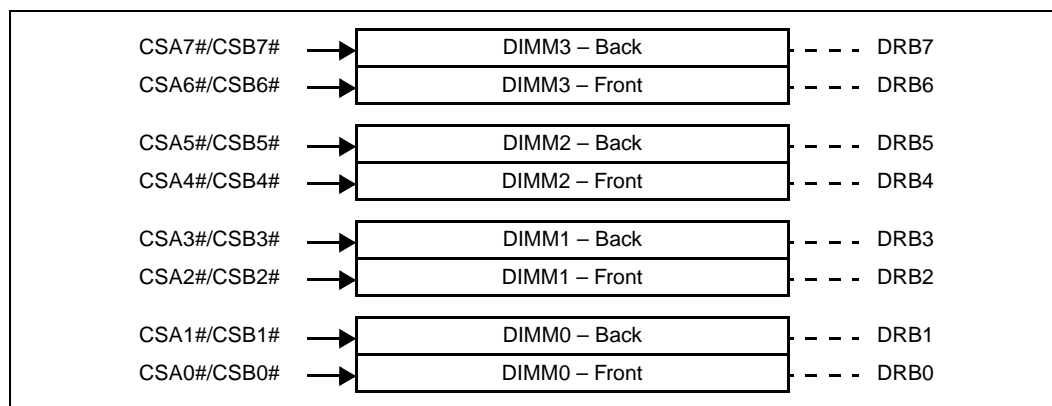 CSA7#/CSB7# DIMM3 – Back DRB7
CSA6#/CSB6# DIMM3 – Front DRB6
CSA5#/CSB5# DIMM2 – Back DRB5
CSA4#/CSB4# DIMM2 – Front DRB4
CSA3#/CSB3# DIMM1 – Back DRB3
CSA2#/CSB2# DIMM1 – Front DRB2
CSA1#/CSB1# DIMM0 – Back DRB1
CSA0#/CSB0# DIMM0 – Front DRB0